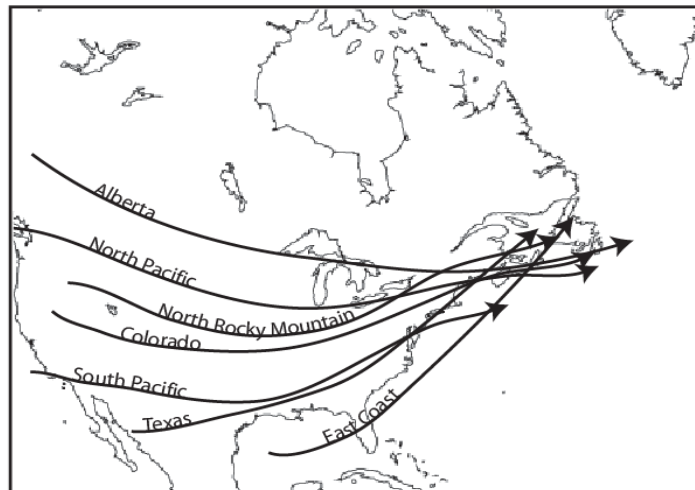 Alberta
North Pacific
North Rocky Mountain
Colorado
South Pacific
Texas
East Coast